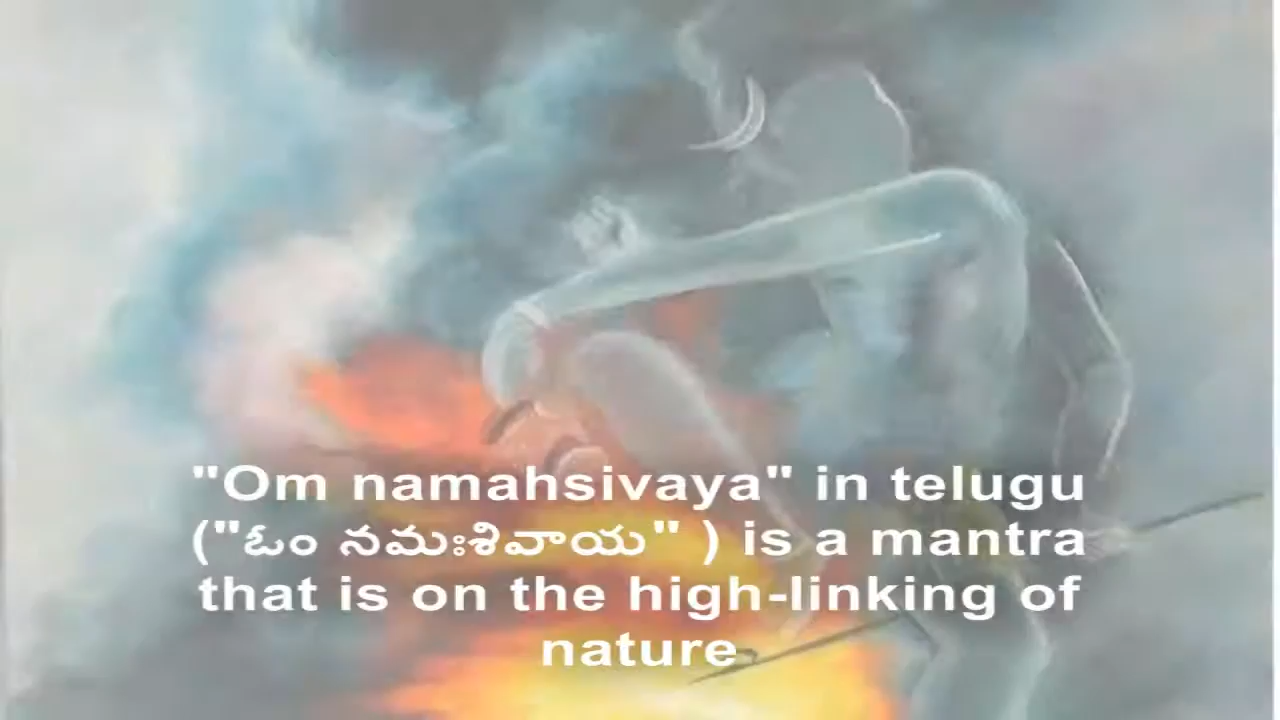 "Om namahsivaya" in telugu
("ఓం నమఃశివాయ" ) is a mantra
that is on the high-linking of
nature